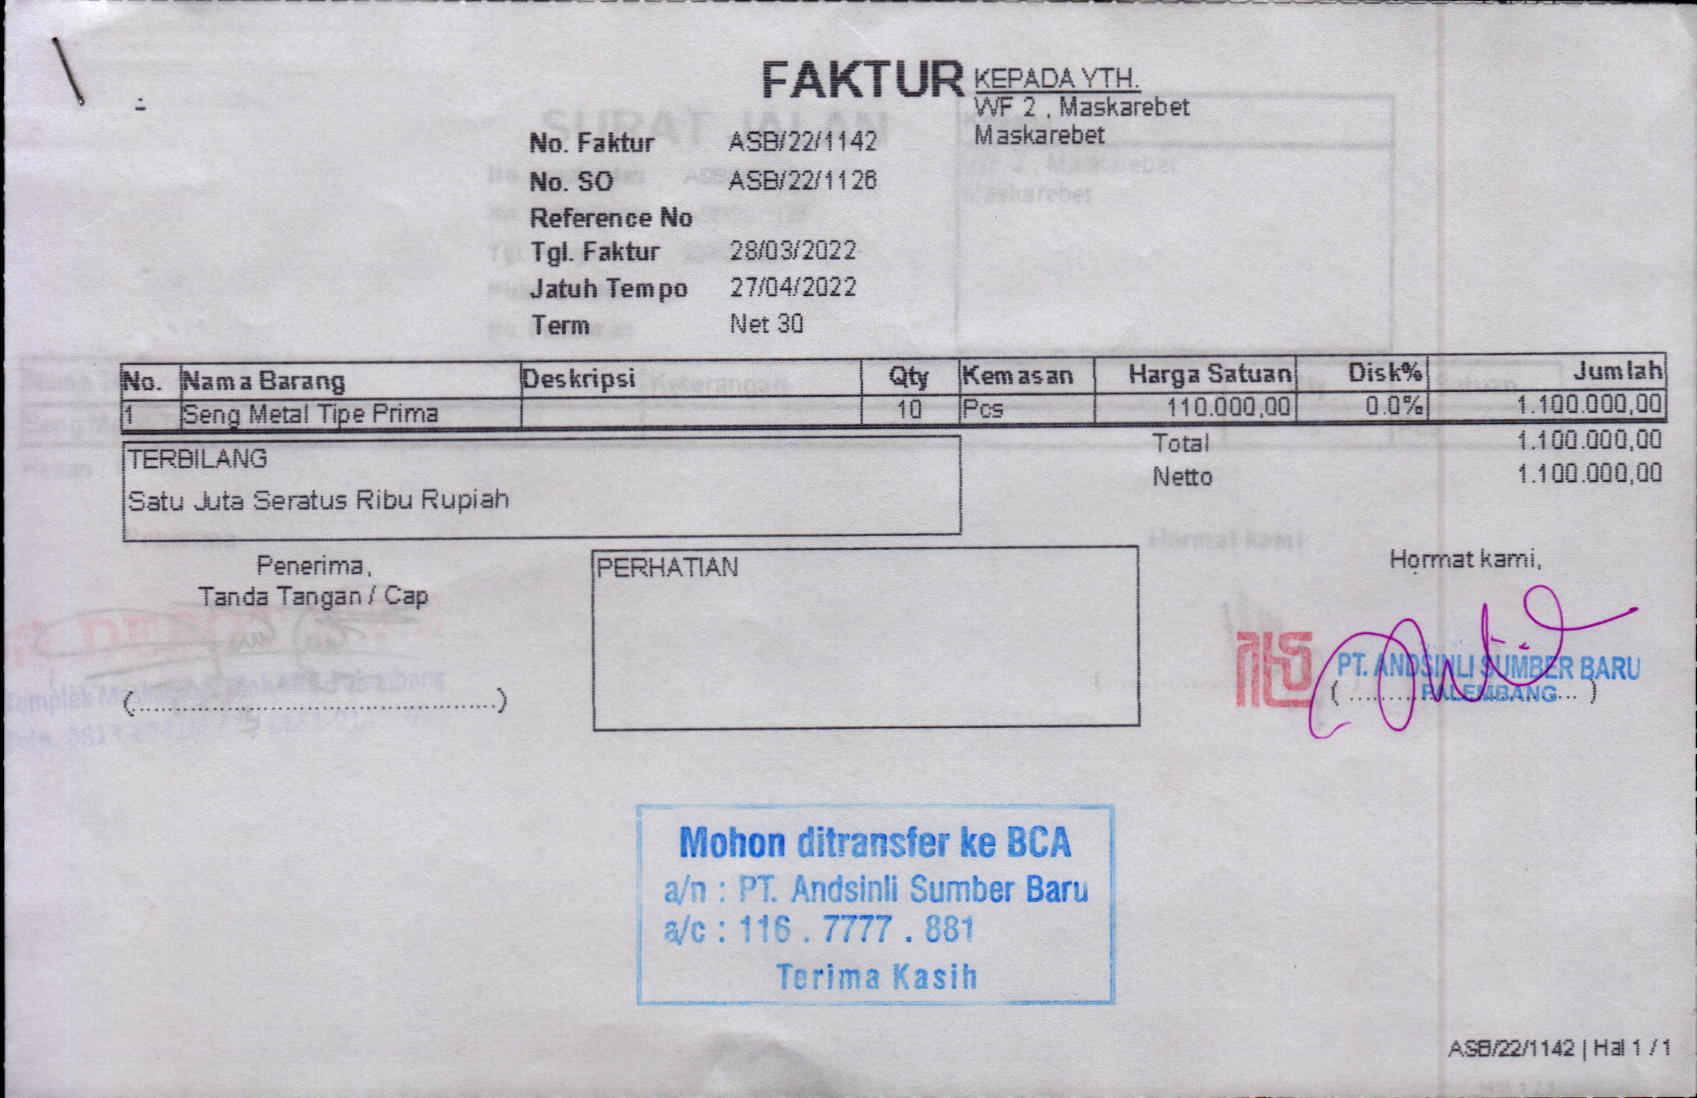 FAKTUR
KEPADA YTH.
WF 2 , Maskarebet
Maskarebet
No. Faktur ASB/22/1142
No. SO ASB/22/1126
Reference No
Tgl. Faktur 28/03/2022
Jatuh Tempo 27/04/2022
Term Net 30
No. Nama Barang Deskripsi Qty Kemasan Harga Satuan Disk% Jumlah
1 Seng Metal Tipe Prima 10 Pcs 110.000,00 0.0% 1.100.000,00
Total 1.100.000,00
Netto 1.100.000,00
TERBILANG
Satu Juta Seratus Ribu Rupiah
Penerima,
Tanda Tangan / Cap
(.....................................................)
PERHATIAN
Hormat kami,
PT. ANDSINLI SUMBER BARU
PALEMBANG
Mohon ditransfer ke BCA
a/n : PT. Andsinli Sumber Baru
a/c : 116 . 7777 . 881
Terima Kasih
ASB/22/1142 | Hal 1 / 1